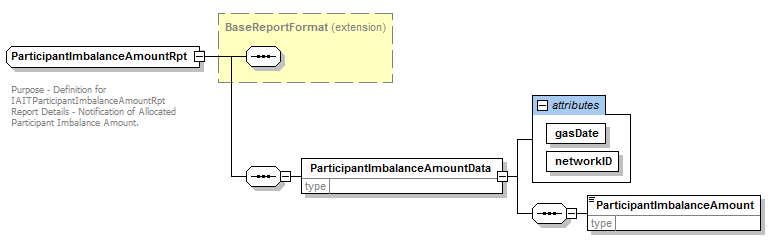 BaseReportFormat (extension)
ParticipantImbalanceAmountRpt
Purpose - Definition for
IAITParticipantImbalanceAmountRpt
Report Details - Notification of Allocated
Participant Imbalance Amount.
attributes
gasDate
networkID
ParticipantImbalanceAmountData
type
ParticipantImbalanceAmount
type